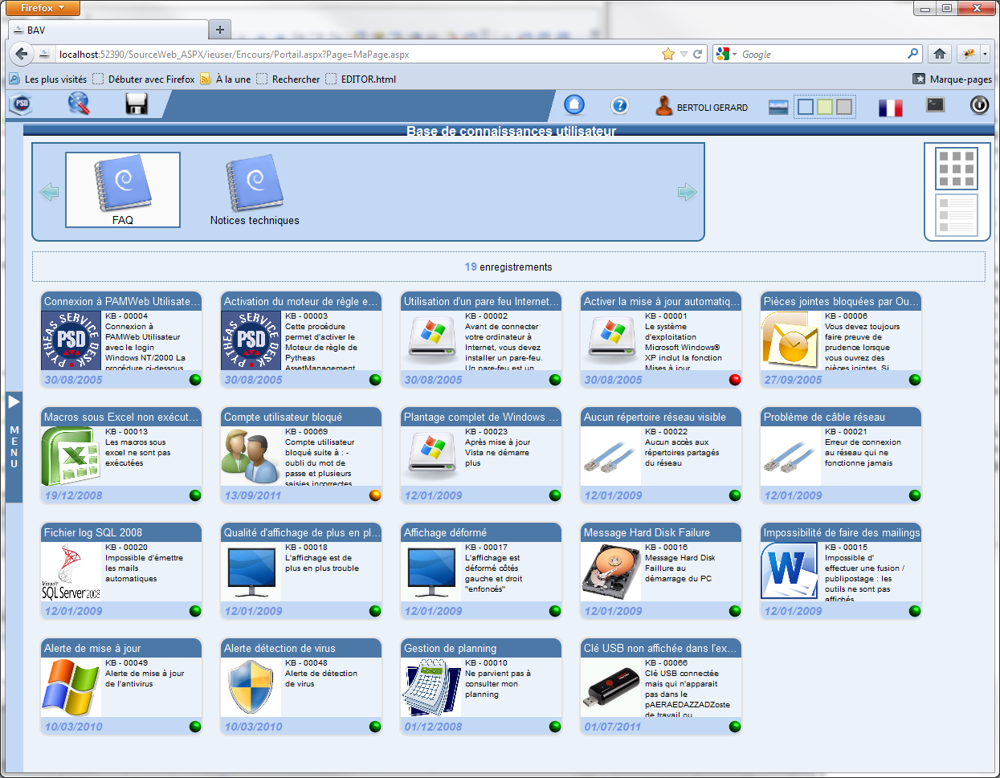 Firefox
BAV
localhost:52390/SourceWeb_ASPX/ieuser/Encours/Portail.aspx?Page=MaPage.aspx
Google
Les plus visités
Débuter avec Firefox
À la une
Rechercher
EDITOR.html
Marque-pages
PSD
BERTOLI GERARD
Base de connaissances utilisateur
FAQ
Notices techniques
19 enregistrements
MENU
Connexion à PAMWeb Utilisate...
PYTHEAS SERVICE DESK
PSD
KB - 00004
Connexion à
PAMWeb Utilisateur
avec le login
Windows NT/2000 La
procédure ci-dessous
30/08/2005
Activation du moteur de règle e...
PYTHEAS SERVICE DESK
PSD
KB - 00003
Cette procédure
permet d'activer le
Moteur de règle de
Pytheas
AssetManagement
30/08/2005
Utilisation d'un pare feu Internet...
KB - 00002
Avant de connecter
votre ordinateur à
Internet, vous devez
installer un pare-feu.
Un pare-feu est un
30/08/2005
Activer la mise à jour automatiq...
KB - 00001
Le système
d'exploitation
Microsoft Windows®
XP inclut la fonction
Mises à jour
30/08/2005
Pièces jointes bloquées par Ou...
KB - 00006
Vous devez toujours
faire preuve de
prudence lorsque
vous ouvrez des
pièces jointes. Si
27/09/2005
Macros sous Excel non exécut...
KB - 00013
Les macros sous
excel ne sont pas
exécutées
19/12/2008
Compte utilisateur bloqué
KB - 00069
Compte utilisateur
bloqué suite à : -
oubli du mot de
passe et plusieurs
saisies incorrectes
13/09/2011
Plantage complet de Windows ...
KB - 00023
Après mise à jour
Vista ne démarre
plus
12/01/2009
Aucun répertoire réseau visible
KB - 00022
Aucun accès aux
répertoires partagés
du réseau
12/01/2009
Problème de câble réseau
KB - 00021
Erreur de connexion
au réseau qui ne
fonctionne jamais
12/01/2009
Fichier log SQL 2008
Microsoft
SQL Server 2008
KB - 00020
Impossible d'émettre
les mails
automatiques
12/01/2009
Qualité d'affichage de plus en pl...
KB - 00018
L'affichage est de
plus en plus trouble
12/01/2009
Affichage déformé
KB - 00017
L'affichage est
déformé côtés
gauche et droit
"enfoncés"
12/01/2009
Message Hard Disk Failure
KB - 00016
Message Hard Disk
Faillure au
démarrage du PC
12/01/2009
Impossibilité de faire des mailings
W
KB - 00015
Impossible d'
effectuer une fusion /
publipostage : les
outils ne sont pas
affichés
12/01/2009
Alerte de mise à jour
KB - 00049
Alerte de mise à jour
de l'antivirus
10/03/2010
Alerte détection de virus
KB - 00048
Alerte de détection
de virus
10/03/2010
Gestion de planning
KB - 00010
Ne parvient pas à
consulter mon
planning
01/12/2008
Clé USB non affichée dans l'ex...
KB - 00066
Clé USB connectée
mais qui n'apparait
pas dans le
pAERAEDAZZADZoste
de travail ou
01/07/2011